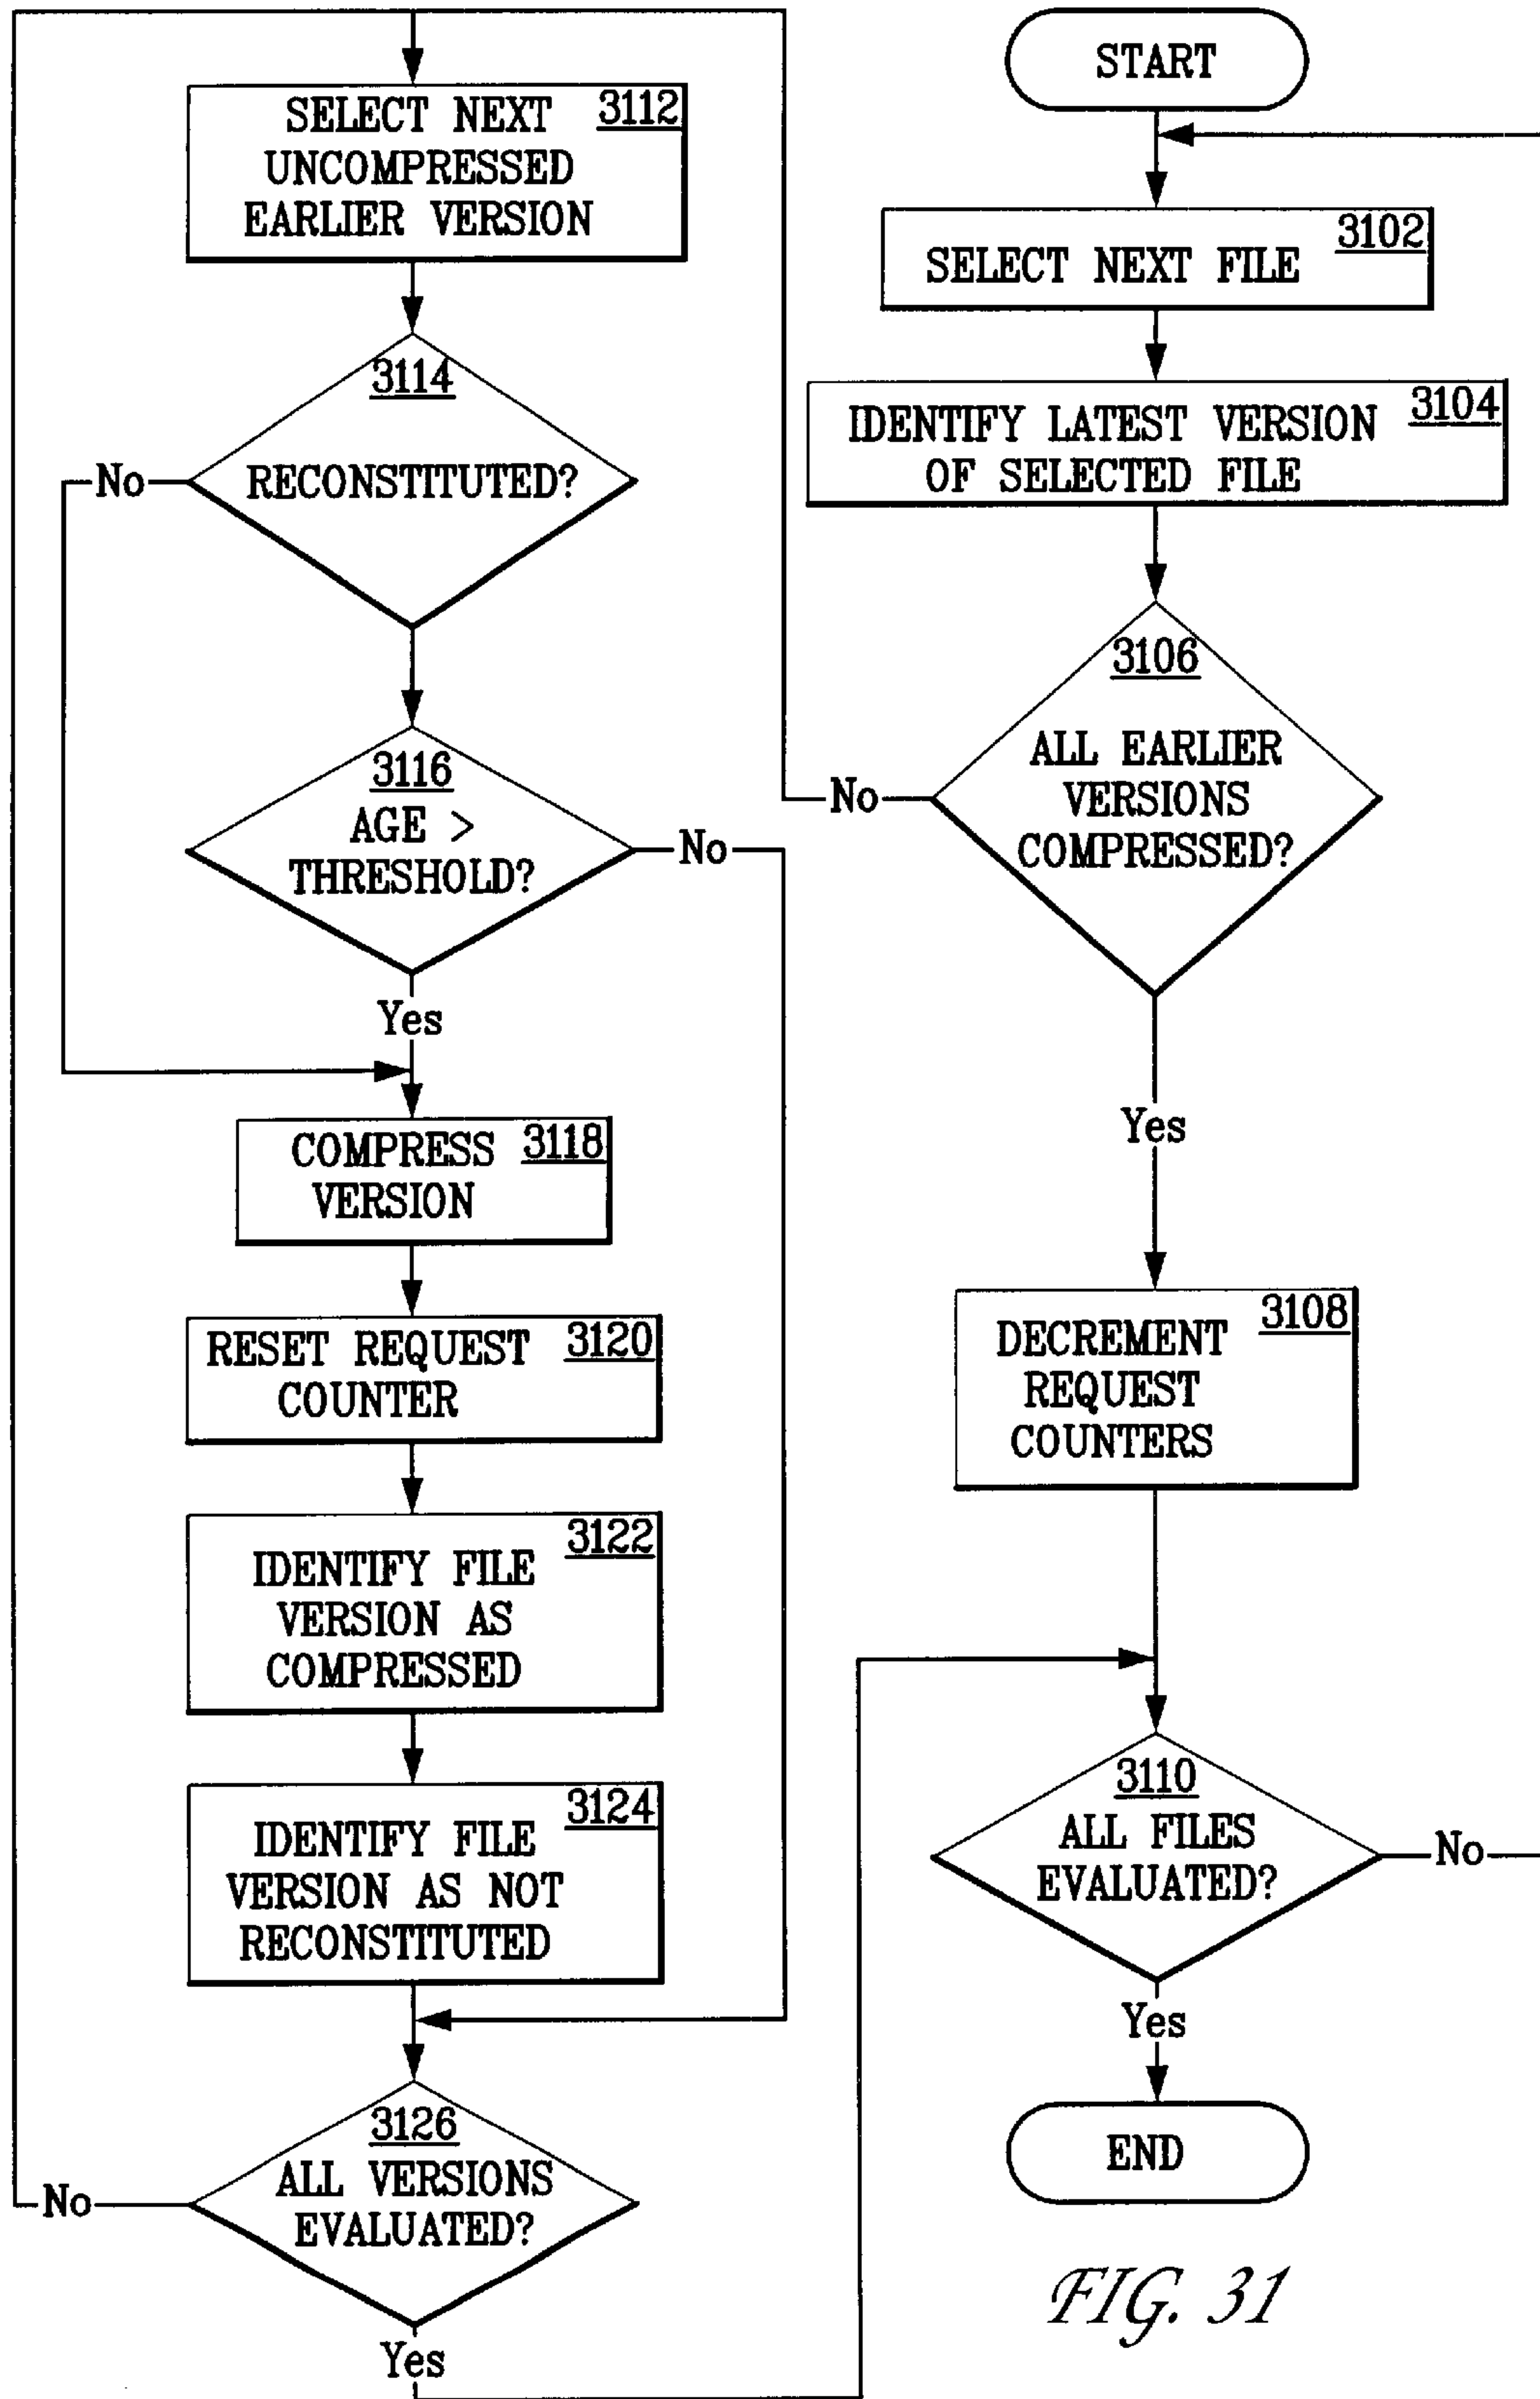 START
3102
SELECT NEXT FILE
3104
IDENTIFY LATEST VERSION
OF SELECTED FILE
3106
ALL EARLIER
VERSIONS
COMPRESSED?
No
Yes
3108
DECREMENT
REQUEST
COUNTERS
3110
ALL FILES
EVALUATED?
No
Yes
END
SELECT NEXT 3112
UNCOMPRESSED
EARLIER VERSION
3114
RECONSTITUTED?
No
3116
AGE >
THRESHOLD?
No
Yes
COMPRESS 3118
VERSION
RESET REQUEST 3120
COUNTER
3122
IDENTIFY FILE
VERSION AS
COMPRESSED
3124
IDENTIFY FILE
VERSION AS NOT
RECONSTITUTED
3126
ALL VERSIONS
EVALUATED?
No
Yes
FIG. 31